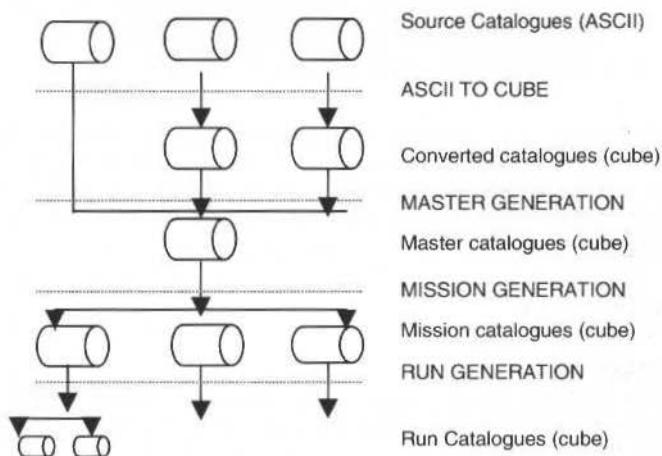 Source Catalogues (ASCII)
ASCII TO CUBE
Converted catalogues (cube)
MASTER GENERATION
Master catalogues (cube)
MISSION GENERATION
Mission catalogues (cube)
RUN GENERATION
Run Catalogues (cube)